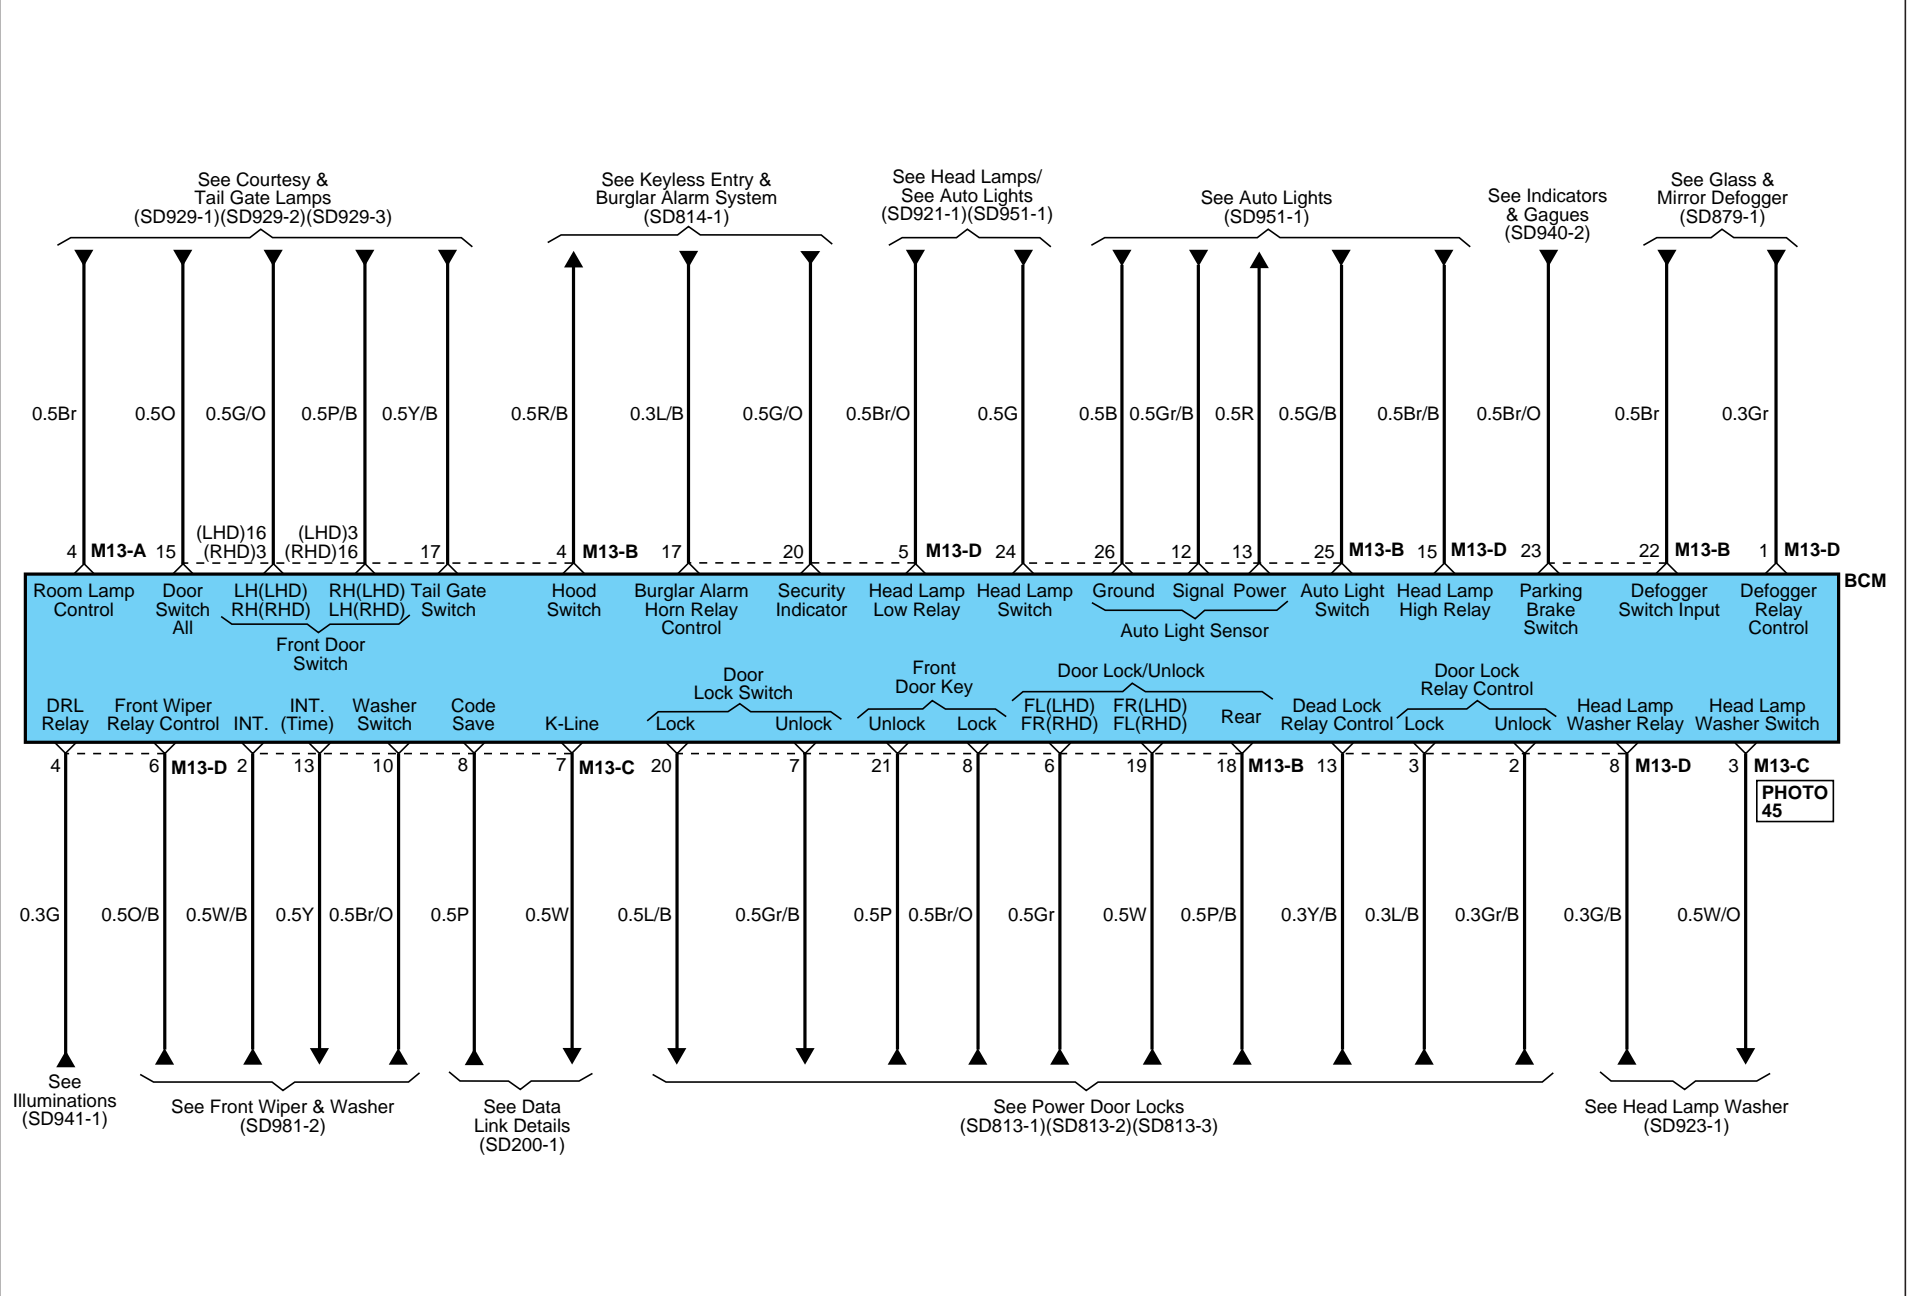 See Courtesy &
Tail Gate Lamps
(SD929-1)(SD929-2)(SD929-3)
See Keyless Entry &
Burglar Alarm System
(SD814-1)
See Head Lamps/
See Auto Lights
(SD921-1)(SD951-1)
See Auto Lights
(SD951-1)
See Indicators
& Gagues
(SD940-2)
See Glass &
Mirror Defogger
(SD879-1)
0.5Br 0.5O 0.5G/O 0.5P/B 0.5Y/B 0.5R/B 0.3L/B 0.5G/O 0.5Br/O 0.5G 0.5B 0.5Gr/B 0.5R 0.5G/B 0.5Br/B 0.5Br/O 0.5Br 0.3Gr
(LHD)16 (LHD)3
4 M13-A 15 (RHD)3 (RHD)16 17 4 M13-B 17 20 5 M13-D 24 26 12 13 25 M13-B 15 M13-D 23 22 M13-B 1 M13-D
BCM
Room Lamp
Control
Door
Switch
All
LH(LHD)
RH(RHD)
RH(LHD)
LH(RHD)
Front Door
Switch
Tail Gate
Switch
Hood
Switch
Burglar Alarm
Horn Relay
Control
Security
Indicator
Head Lamp
Low Relay
Head Lamp
Switch
Ground Signal Power
Auto Light Sensor
Auto Light
Switch
Head Lamp
High Relay
Parking
Brake
Switch
Defogger
Switch Input
Defogger
Relay
Control
DRL
Relay
Front Wiper
Relay Control
INT.
INT.
(Time)
Washer
Switch
Code
Save
K-Line
Door
Lock Switch
Lock Unlock
Front
Door Key
Unlock Lock
Door Lock/Unlock
FL(LHD)
FR(RHD)
FR(LHD)
FL(RHD)
Rear
Dead Lock
Relay Control
Door Lock
Relay Control
Lock Unlock
Head Lamp
Washer Relay
Head Lamp
Washer Switch
4 6 M13-D 2 13 10 8 7 M13-C 20 7 21 8 6 19 18 M13-B 13 3 2 8 M13-D 3 M13-C
PHOTO
45
0.3G 0.5O/B 0.5W/B 0.5Y 0.5Br/O 0.5P 0.5W 0.5L/B 0.5Gr/B 0.5P 0.5Br/O 0.5Gr 0.5W 0.5P/B 0.3Y/B 0.3L/B 0.3Gr/B 0.3G/B 0.5W/O
See
Illuminations
(SD941-1)
See Front Wiper & Washer
(SD981-2)
See Data
Link Details
(SD200-1)
See Power Door Locks
(SD813-1)(SD813-2)(SD813-3)
See Head Lamp Washer
(SD923-1)